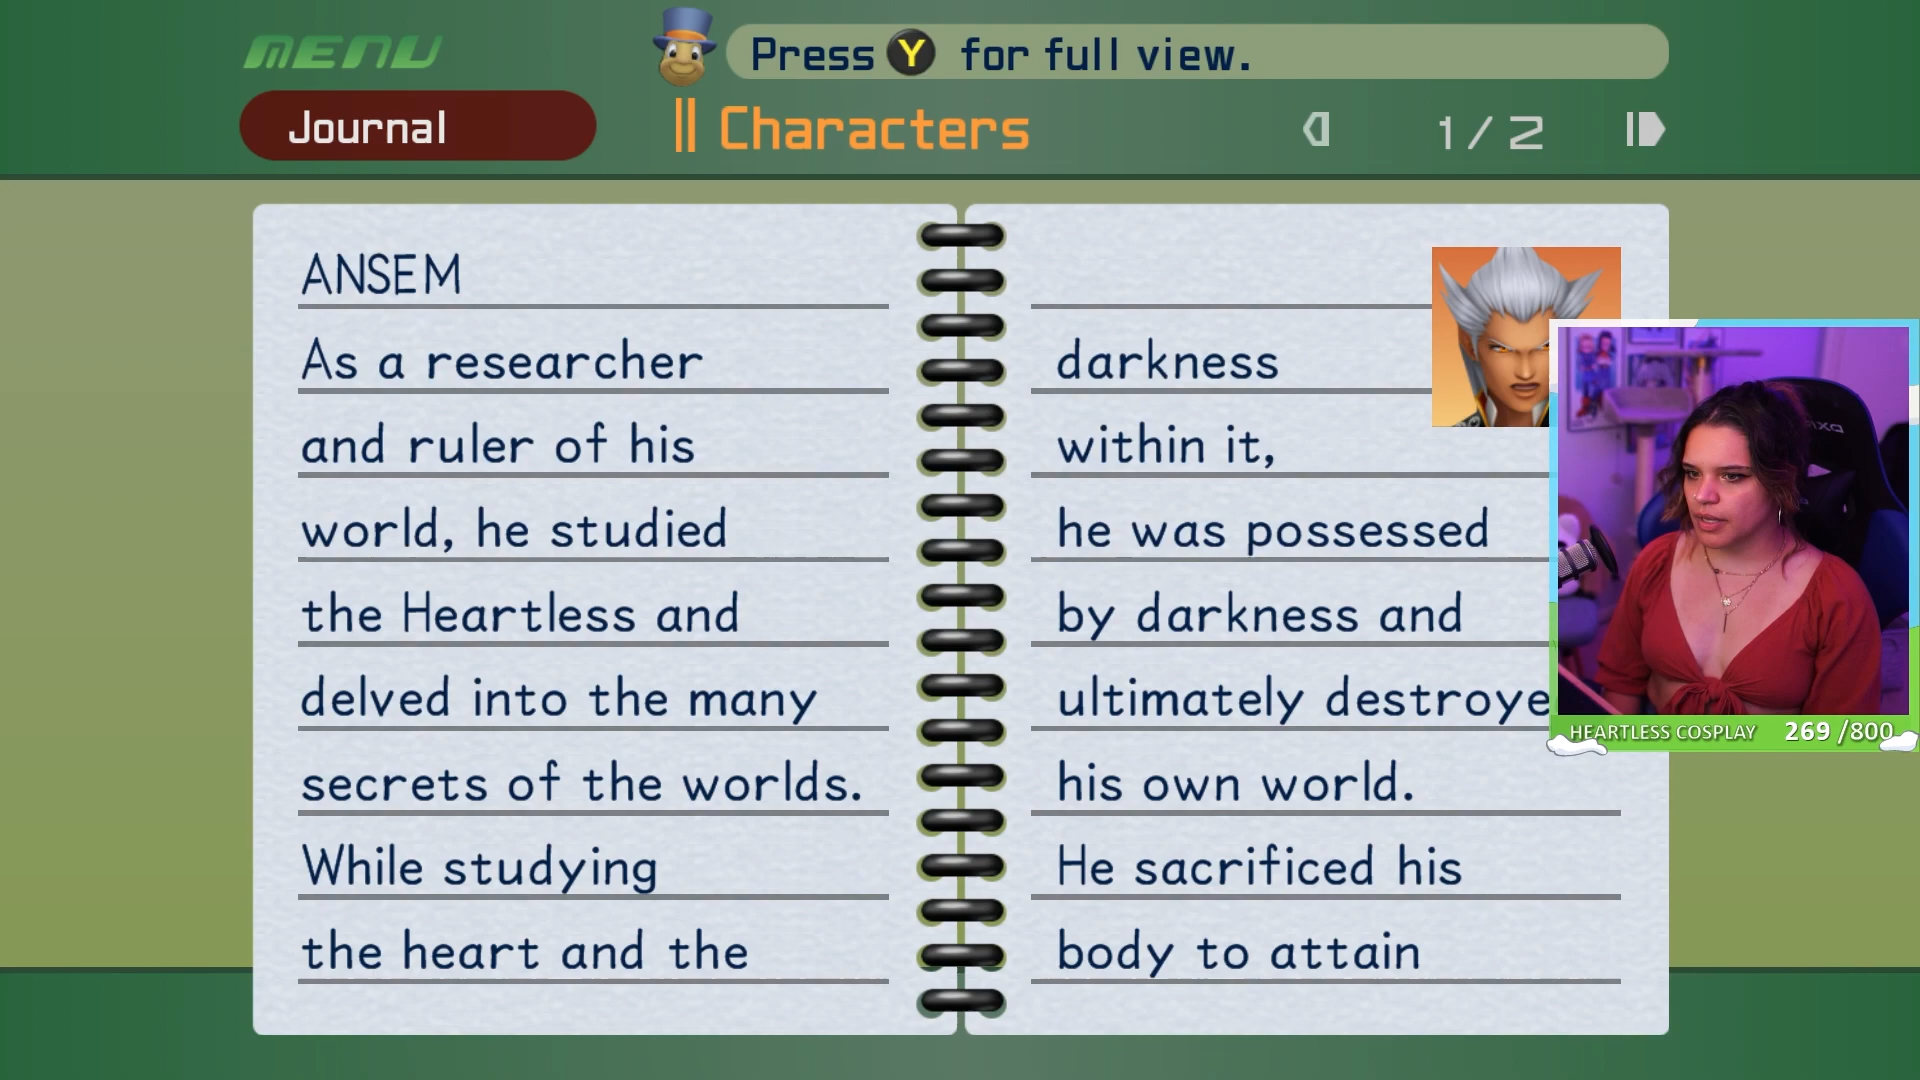 MENU
Press Y for full view.
Journal
Characters
1/2
ANSEM
As a researcher
and ruler of his
world, he studied
the Heartless and
delved into the many
secrets of the worlds.
While studying
the heart and the
darkness
within it,
he was possessed
by darkness and
ultimately destroye
his own world.
He sacrificed his
body to attain
HEARTLESS COSPLAY 269 /800